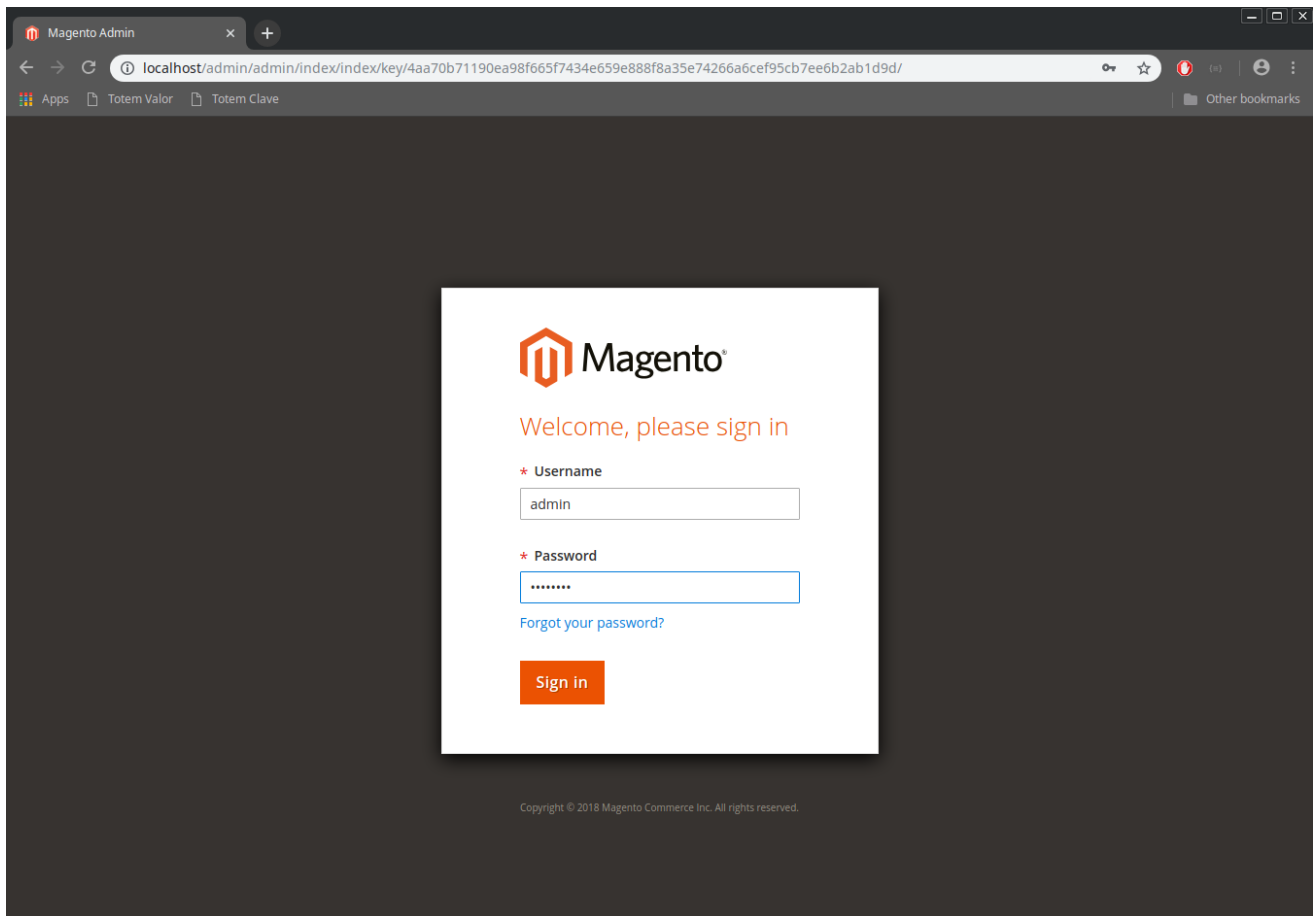 Magento Admin
localhost/admin/admin/index/index/key/4aa70b71190ea98f665f7434e659e888f8a35e74266a6cef95cb7ee6b2ab1d9d/
Apps Totem Valor Totem Clave Other bookmarks
Magento®
Welcome, please sign in
* Username
admin
* Password
••••••••
Forgot your password?
Sign in
Copyright © 2018 Magento Commerce Inc. All rights reserved.